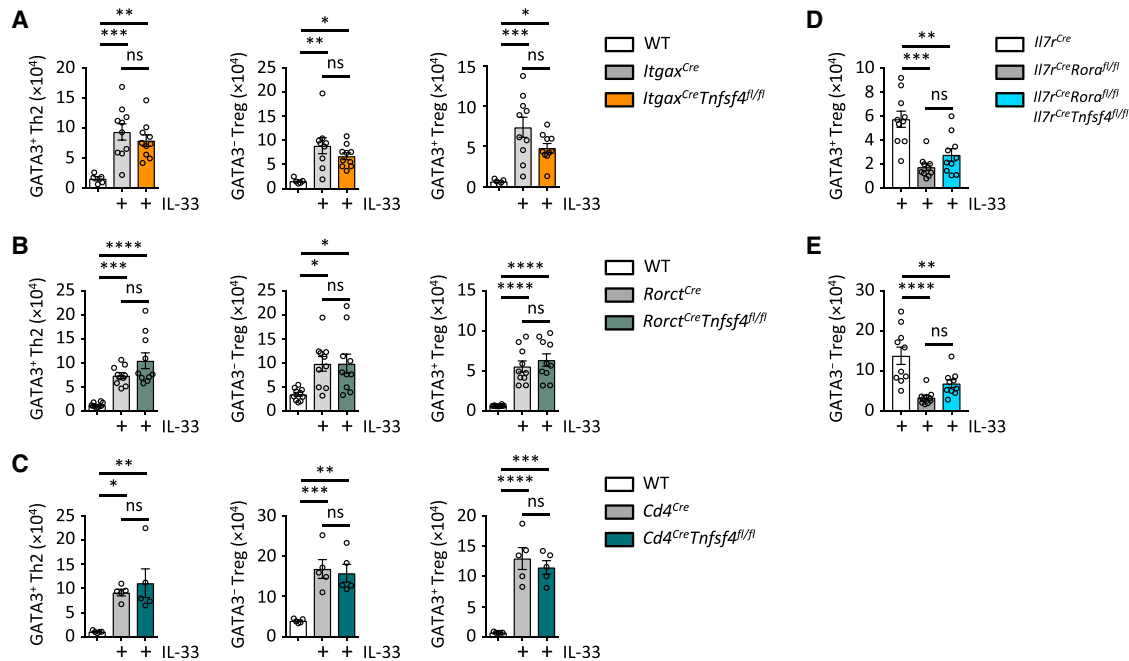 A
GATA3⁺ Th2 (×10⁴)
20
15
10
5
0
**
***
ns
+ + IL-33
GATA3⁻ Treg (×10⁴)
25
20
15
10
5
0
*
**
ns
+ + IL-33
GATA3⁺ Treg (×10⁴)
15
10
5
0
*
***
ns
+ + IL-33
WT
Itgax^Cre
Itgax^Cre Tnfsf4^fl/fl
D
GATA3⁺ Treg (×10⁴)
10
8
6
4
2
0
**
***
ns
+ + + IL-33
Il7r^Cre
Il7r^Cre Rora^fl/fl
Il7r^Cre Rora^fl/fl
Il7r^Cre Tnfsf4^fl/fl
B
GATA3⁺ Th2 (×10⁴)
25
20
15
10
5
0
****
***
ns
+ + IL-33
GATA3⁻ Treg (×10⁴)
25
20
15
10
5
0
*
*
ns
+ + IL-33
GATA3⁺ Treg (×10⁴)
15
10
5
0
****
****
ns
+ + IL-33
WT
Rorct^Cre
Rorct^Cre Tnfsf4^fl/fl
E
GATA3⁻ Treg (×10⁴)
30
20
10
0
**
****
ns
+ + + IL-33
C
GATA3⁺ Th2 (×10⁴)
25
20
15
10
5
0
**
*
ns
+ + IL-33
GATA3⁻ Treg (×10⁴)
30
20
10
0
**
***
ns
+ + IL-33
GATA3⁺ Treg (×10⁴)
20
15
10
5
0
***
****
ns
+ + IL-33
WT
Cd4^Cre
Cd4^Cre Tnfsf4^fl/fl